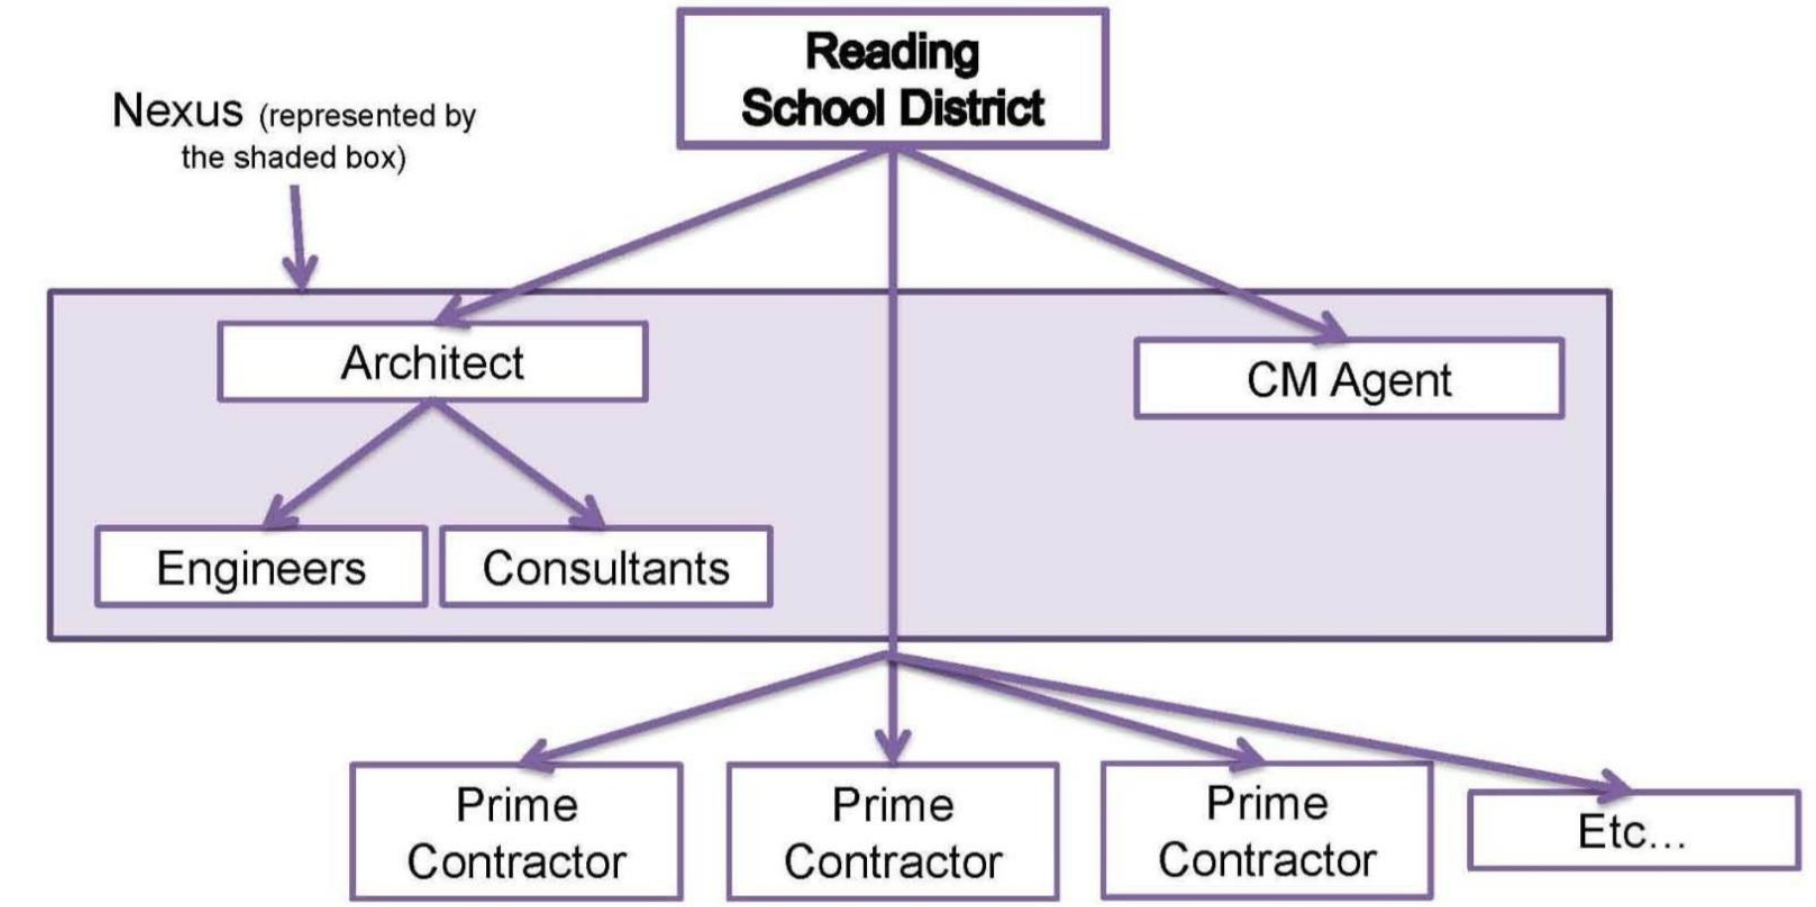 Reading
School District
Nexus (represented by
the shaded box)
Architect
CM Agent
Engineers
Consultants
Prime
Contractor
Prime
Contractor
Prime
Contractor
Etc...